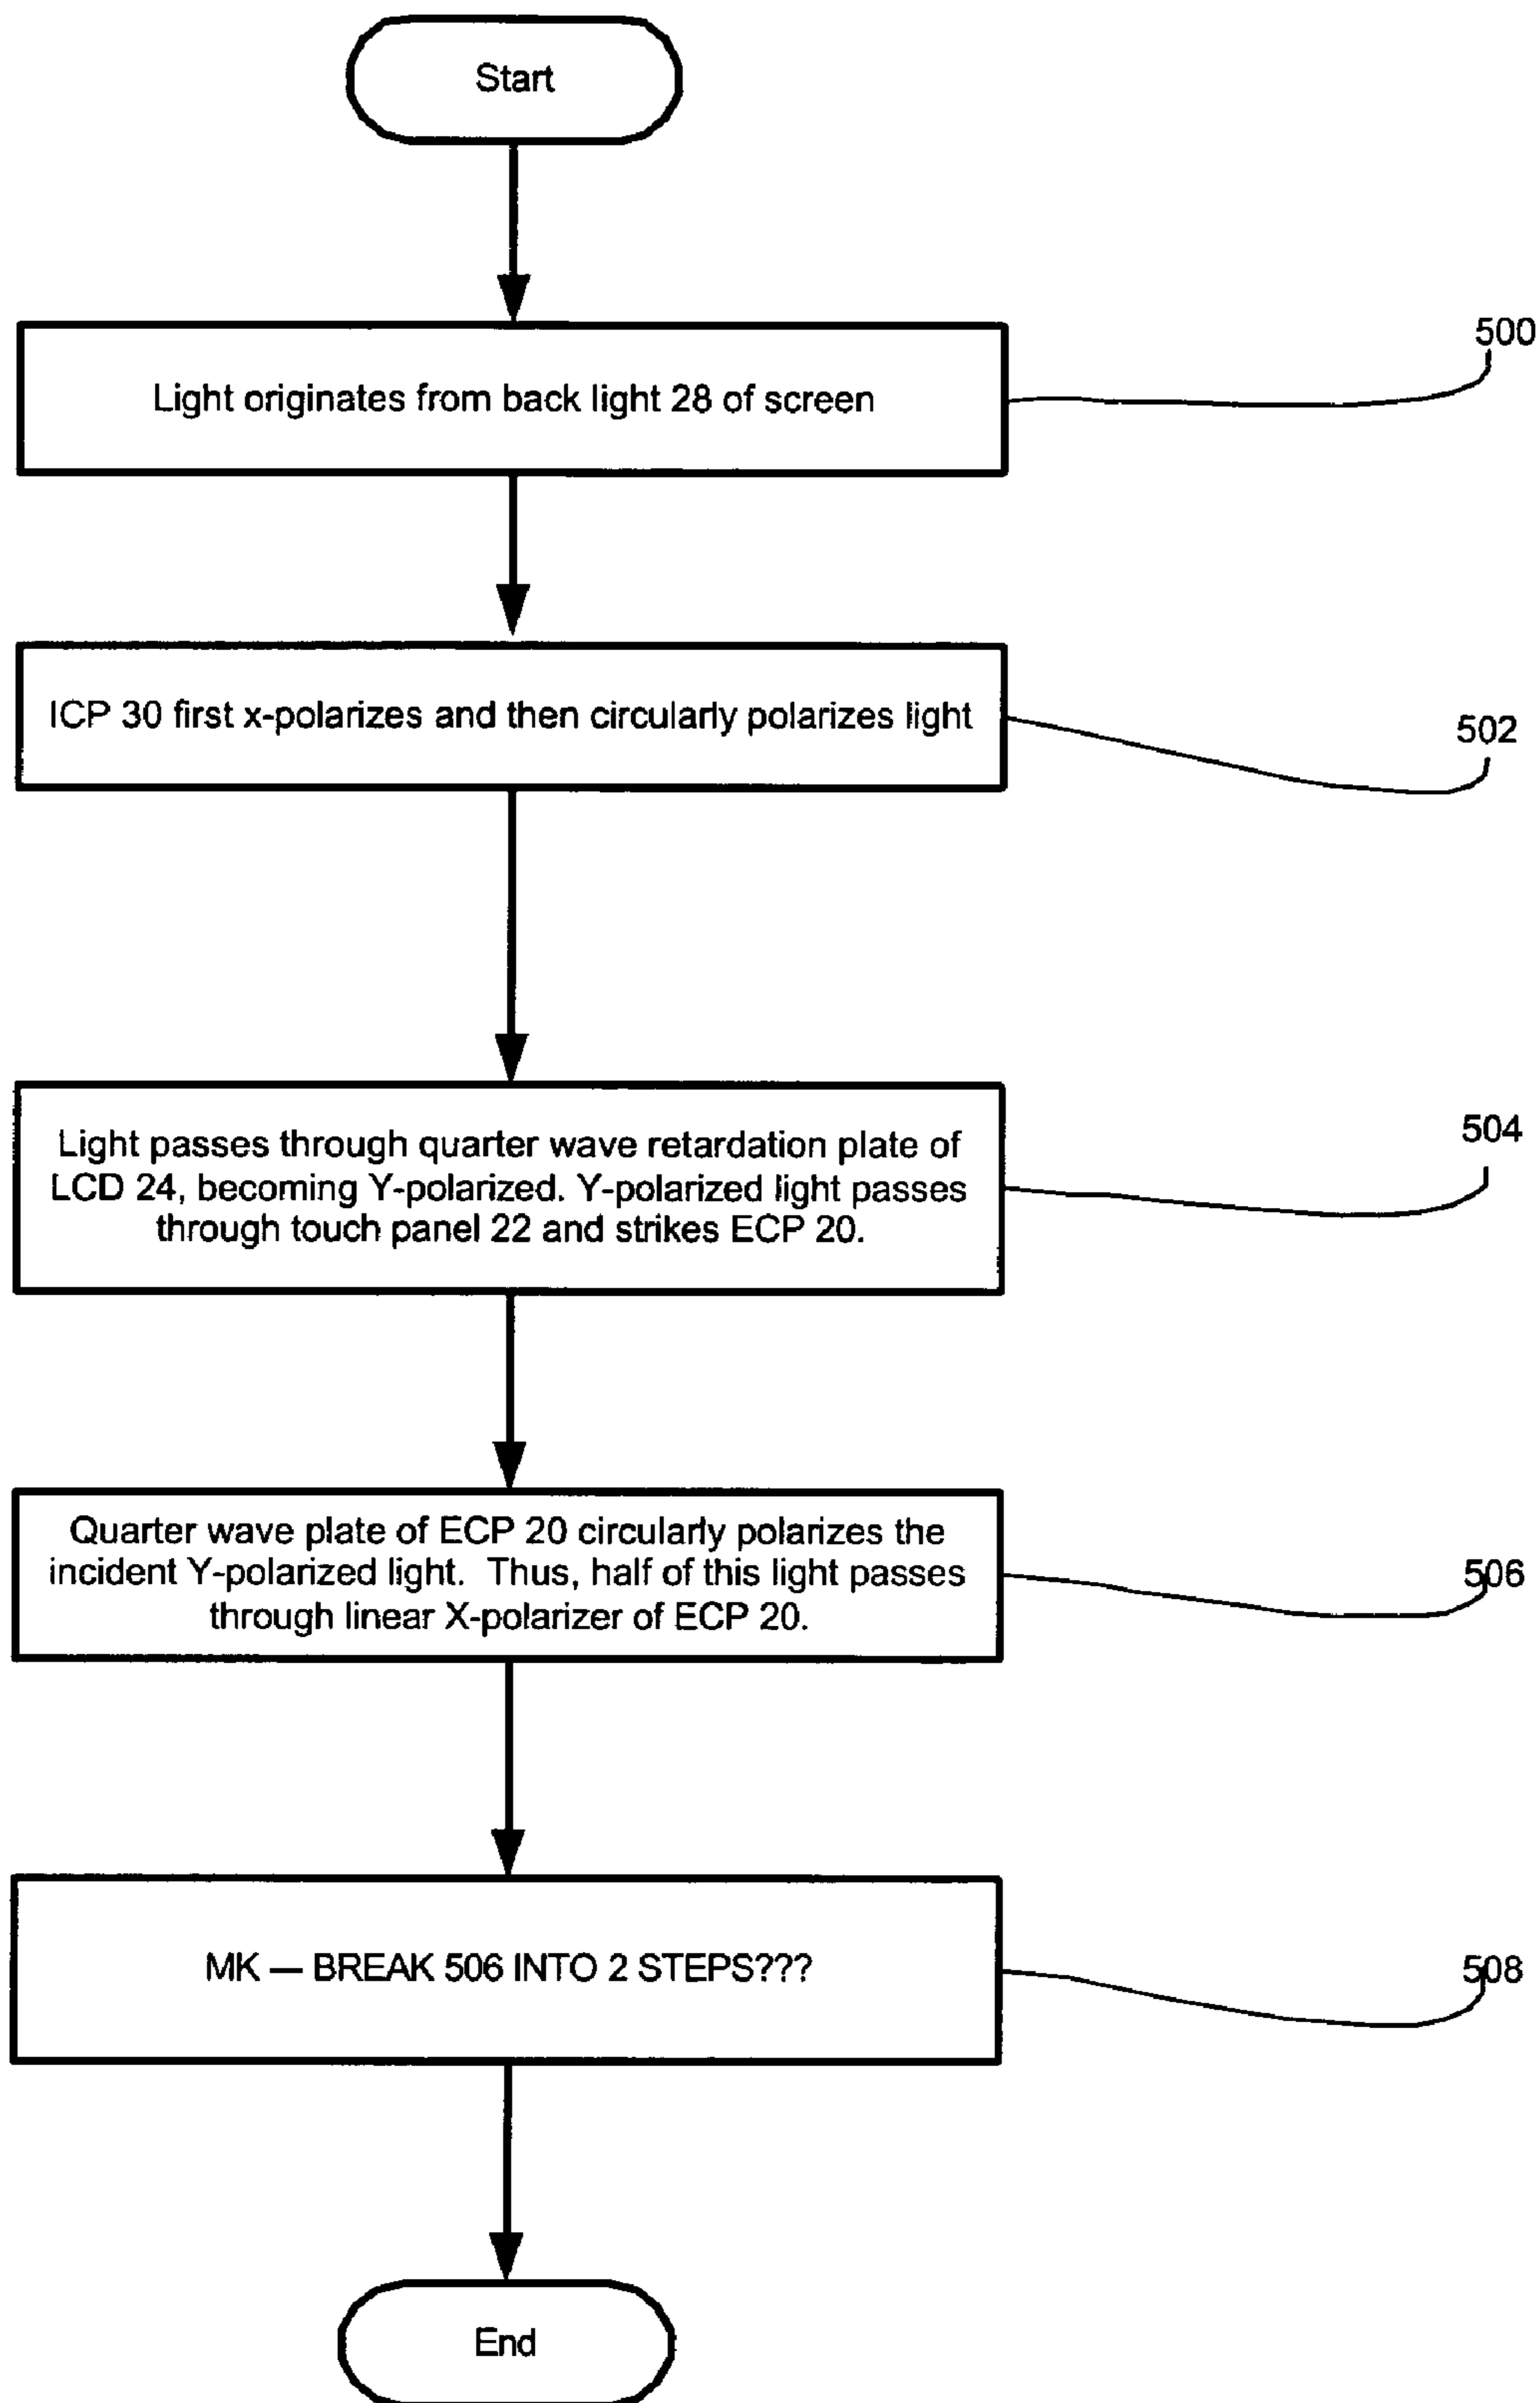 Start
500
Light originates from back light 28 of screen
ICP 30 first x-polarizes and then circularly polarizes light
502
504
Light passes through quarter wave retardation plate of
LCD 24, becoming Y-polarized. Y-polarized light passes
through touch panel 22 and strikes ECP 20.
Quarter wave plate of ECP 20 circularly polarizes the
incident Y-polarized light. Thus, half of this light passes
through linear X-polarizer of ECP 20.
506
MK — BREAK 506 INTO 2 STEPS???
508
End